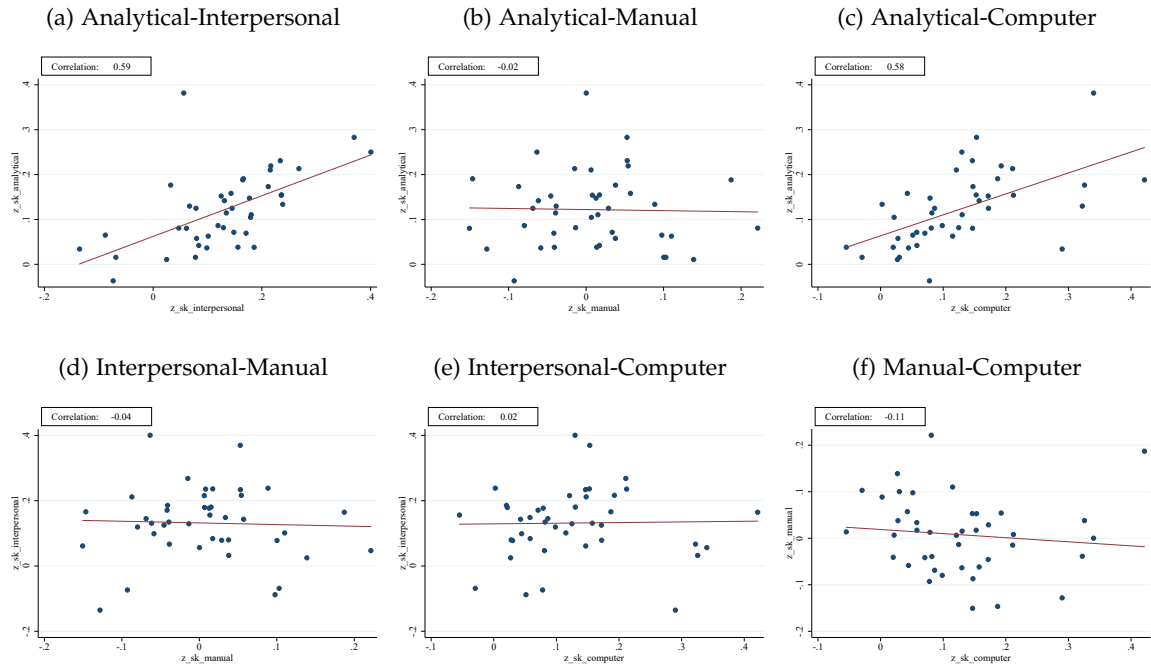 (a) Analytical-Interpersonal
Correlation: 0.59
z_sk_analytical
0 .1 .2 .3 .4
-.2 0 .2 .4
z_sk_interpersonal
(b) Analytical-Manual
Correlation: -0.02
z_sk_analytical
0 .1 .2 .3 .4
-.2 -.1 0 .1 .2
z_sk_manual
(c) Analytical-Computer
Correlation: 0.58
z_sk_analytical
0 .1 .2 .3 .4
-.1 0 .1 .2 .3 .4
z_sk_computer
(d) Interpersonal-Manual
Correlation: -0.04
z_sk_interpersonal
-.2 0 .2 .4
-.2 -.1 0 .1 .2
z_sk_manual
(e) Interpersonal-Computer
Correlation: 0.02
z_sk_interpersonal
-.2 0 .2 .4
-.1 0 .1 .2 .3 .4
z_sk_computer
(f) Manual-Computer
Correlation: -0.11
z_sk_manual
-.2 -.1 0 .1 .2
-.1 0 .1 .2 .3 .4
z_sk_computer